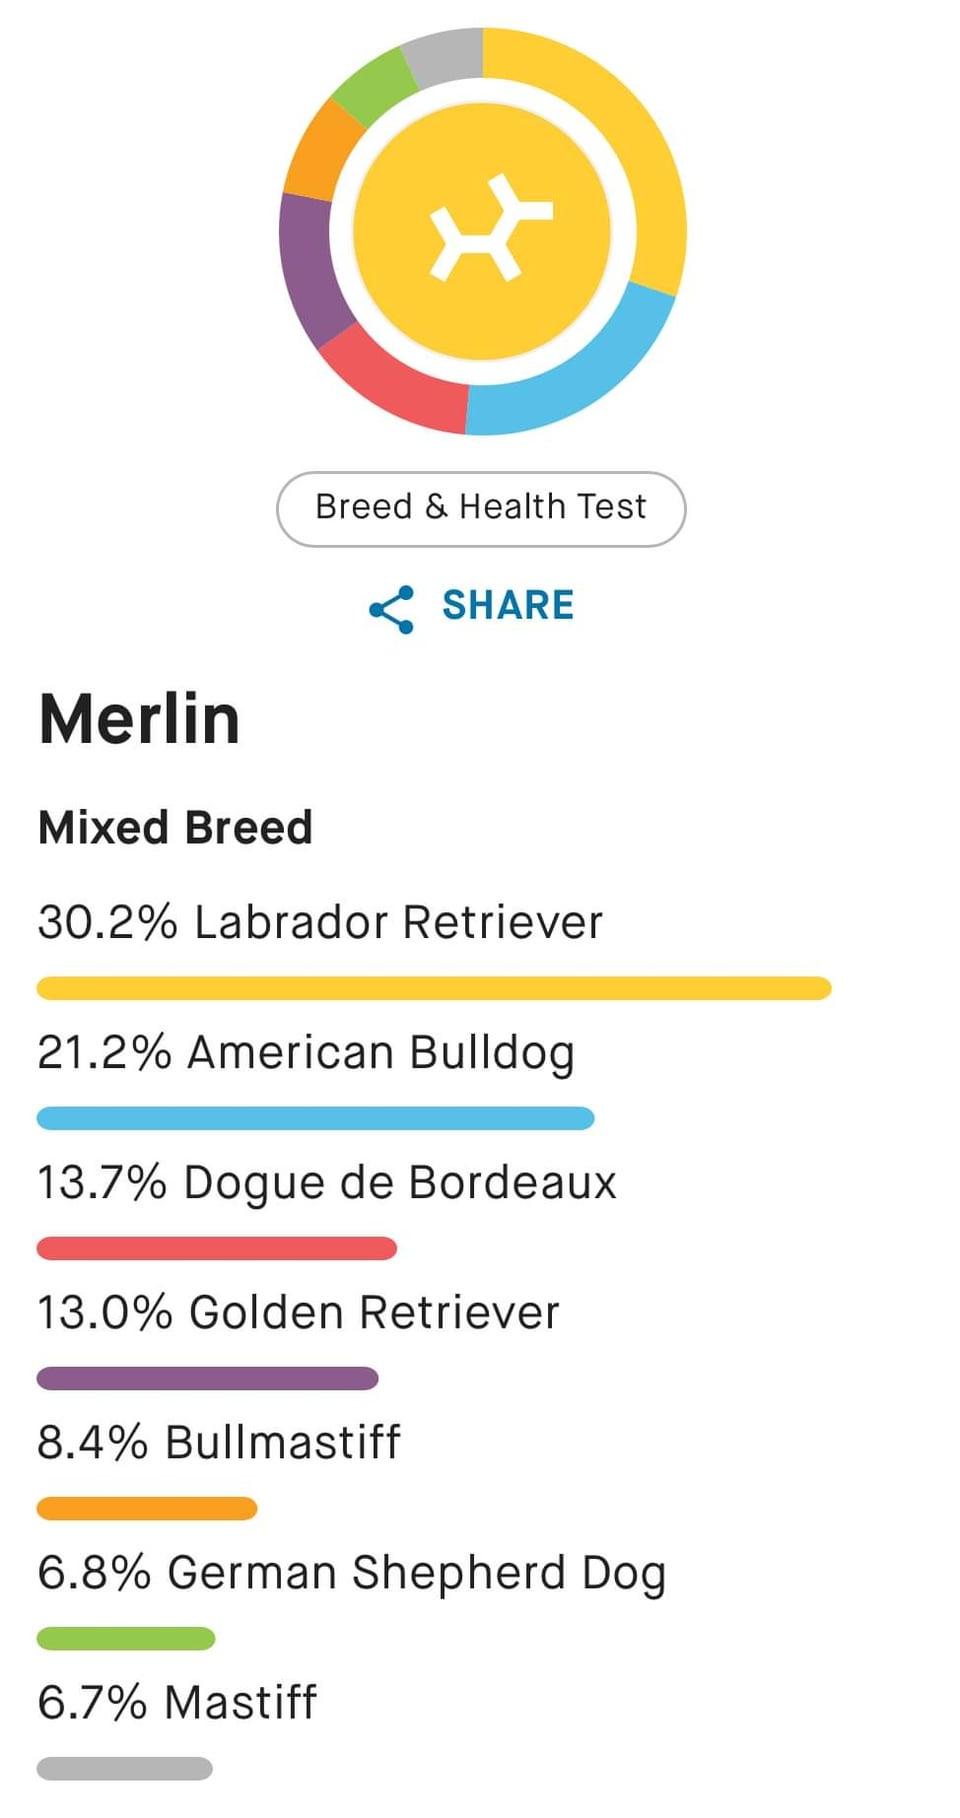 Breed & Health Test
SHARE
Merlin
Mixed Breed
30.2% Labrador Retriever
21.2% American Bulldog
13.7% Dogue de Bordeaux
13.0% Golden Retriever
8.4% Bullmastiff
6.8% German Shepherd Dog
6.7% Mastiff